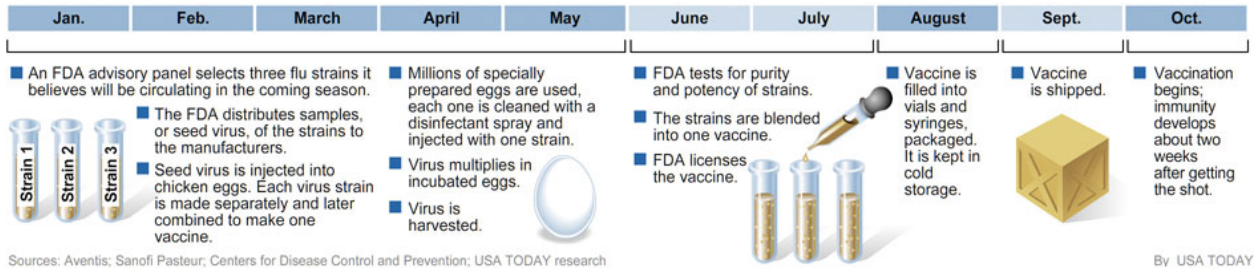 Jan. Feb. March April May June July August Sept. Oct.
■ An FDA advisory panel selects three flu strains it
believes will be circulating in the coming season.
Strain 1
Strain 2
Strain 3
■ The FDA distributes samples,
or seed virus, of the strains to
the manufacturers.
■ Seed virus is injected into
chicken eggs. Each virus strain
is made separately and later
combined to make one
vaccine.
■ Millions of specially
prepared eggs are used,
each one is cleaned with a
disinfectant spray and
injected with one strain.
■ Virus multiplies in
incubated eggs.
■ Virus is
harvested.
■ FDA tests for purity
and potency of strains.
■ The strains are blended
into one vaccine.
■ FDA licenses
the vaccine.
■ Vaccine is
filled into
vials and
syringes,
packaged.
It is kept in
cold
storage.
■ Vaccine
is shipped.
■ Vaccination
begins;
immunity
develops
about two
weeks
after getting
the shot.
Sources: Aventis; Sanofi Pasteur; Centers for Disease Control and Prevention; USA TODAY research
By USA TODAY